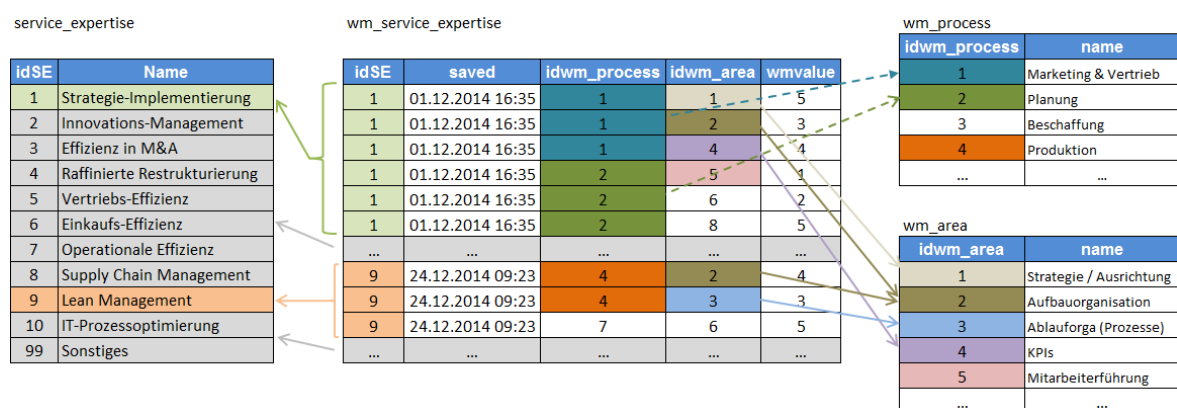 service_expertise
idSE Name
1 Strategie-Implementierung
2 Innovations-Management
3 Effizienz in M&A
4 Raffinierte Restrukturierung
5 Vertriebs-Effizienz
6 Einkaufs-Effizienz
7 Operationale Effizienz
8 Supply Chain Management
9 Lean Management
10 IT-Prozessoptimierung
99 Sonstiges
wm_service_expertise
idSE saved idwm_process idwm_area wmvalue
1 01.12.2014 16:35 1 1 5
1 01.12.2014 16:35 1 2 3
1 01.12.2014 16:35 1 4 4
1 01.12.2014 16:35 2 5 1
1 01.12.2014 16:35 2 6 2
1 01.12.2014 16:35 2 8 5
... ... ... ... ...
9 24.12.2014 09:23 4 2 4
9 24.12.2014 09:23 4 3 3
9 24.12.2014 09:23 7 6 5
... ... ... ... ...
wm_process
idwm_process name
1 Marketing & Vertrieb
2 Planung
3 Beschaffung
4 Produktion
... ...
wm_area
idwm_area name
1 Strategie / Ausrichtung
2 Aufbauorganisation
3 Ablauforga (Prozesse)
4 KPIs
5 Mitarbeiterführung
... ...